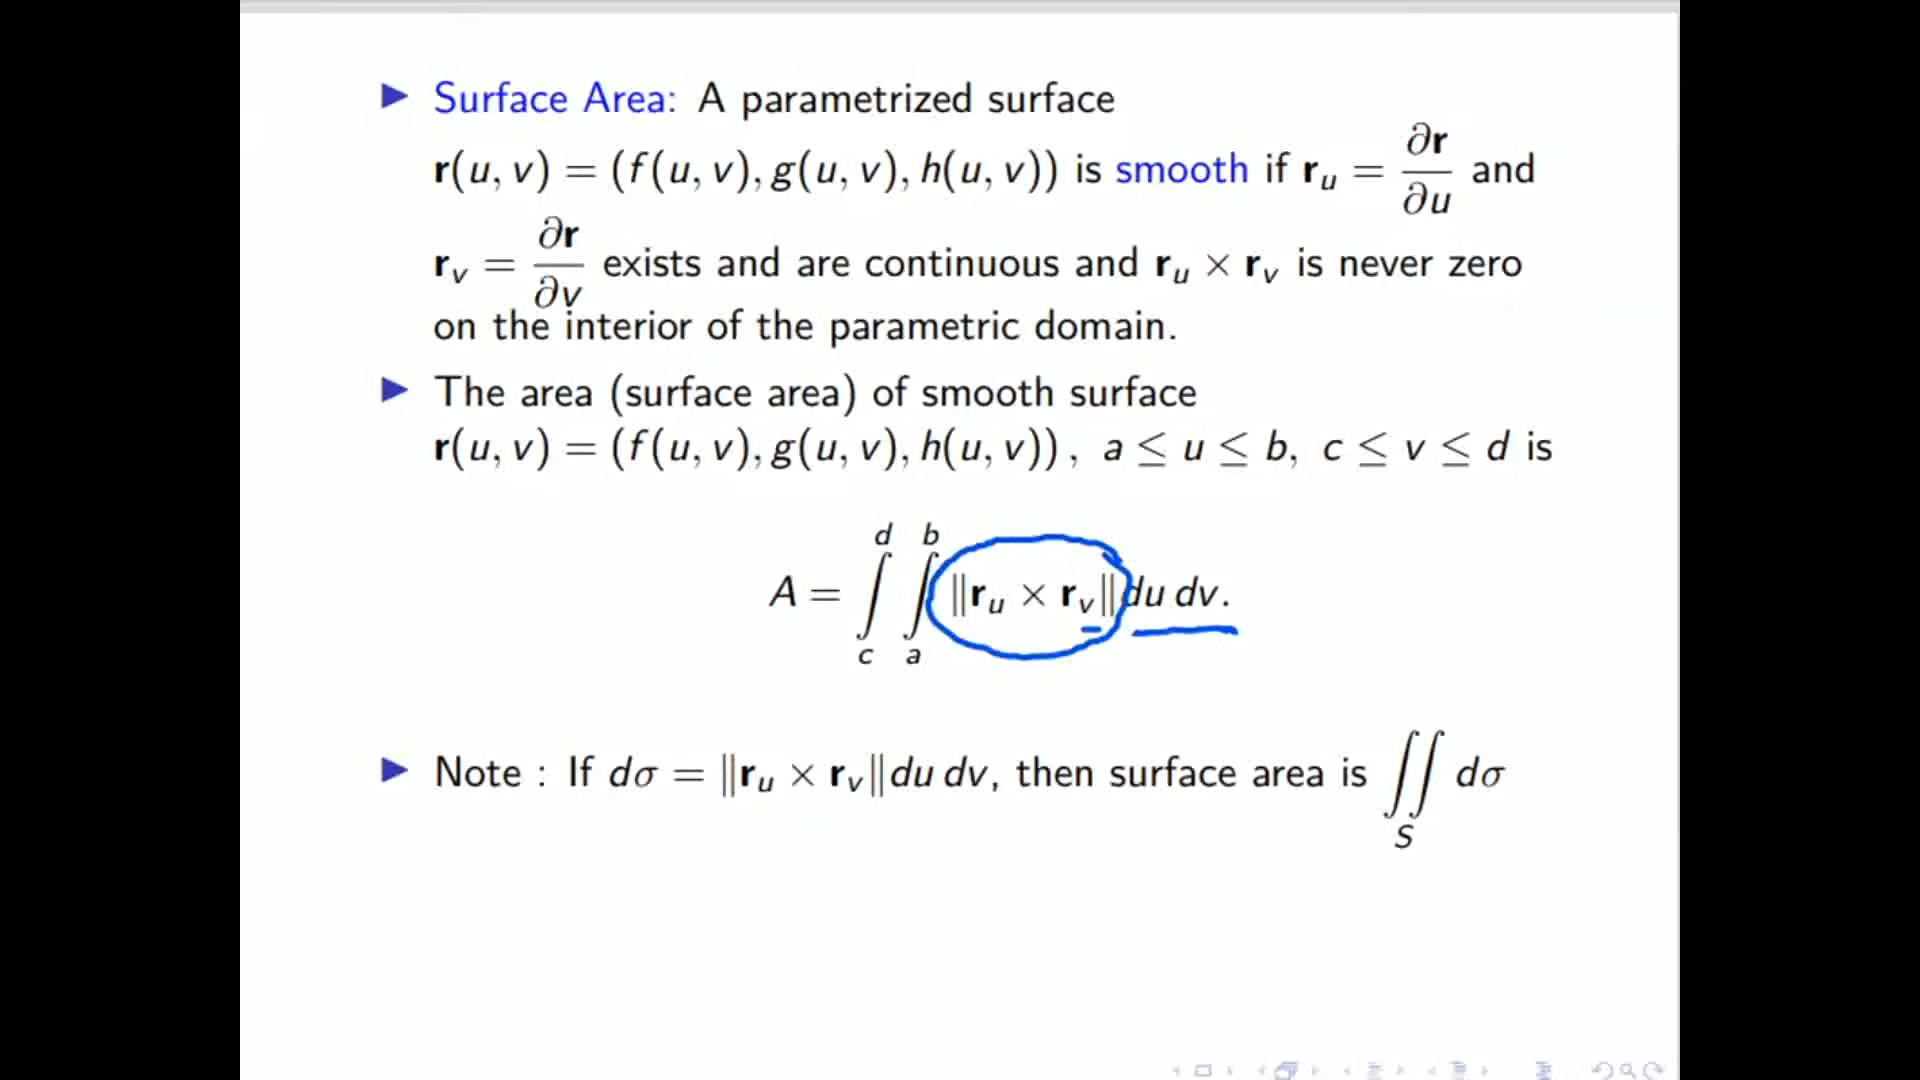 Surface Area: A parametrized surface
r(u, v) = (f(u, v), g(u, v), h(u, v)) is smooth if r_u = ∂r/∂u and
r_v = ∂r/∂v exists and are continuous and r_u × r_v is never zero
on the interior of the parametric domain.
The area (surface area) of smooth surface
r(u, v) = (f(u, v), g(u, v), h(u, v)), a ≤ u ≤ b, c ≤ v ≤ d is
A = ∫_c^d ∫_a^b ‖r_u × r_v‖ du dv.
Note : If dσ = ‖r_u × r_v‖ du dv, then surface area is ∬_S dσ